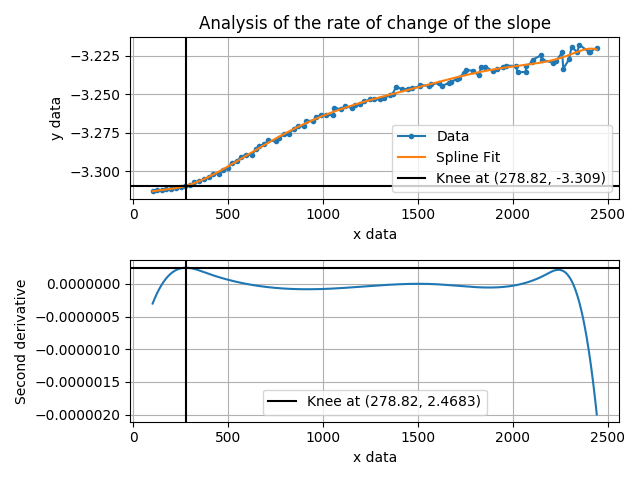 Analysis of the rate of change of the slope
y data
−3.225
−3.250
−3.275
−3.300
Data
Spline Fit
Knee at (278.82, -3.309)
0 500 1000 1500 2000 2500
x data
Second derivative
0.0000000
−0.0000005
−0.0000010
−0.0000015
−0.0000020
Knee at (278.82, 2.4683)
0 500 1000 1500 2000 2500
x data